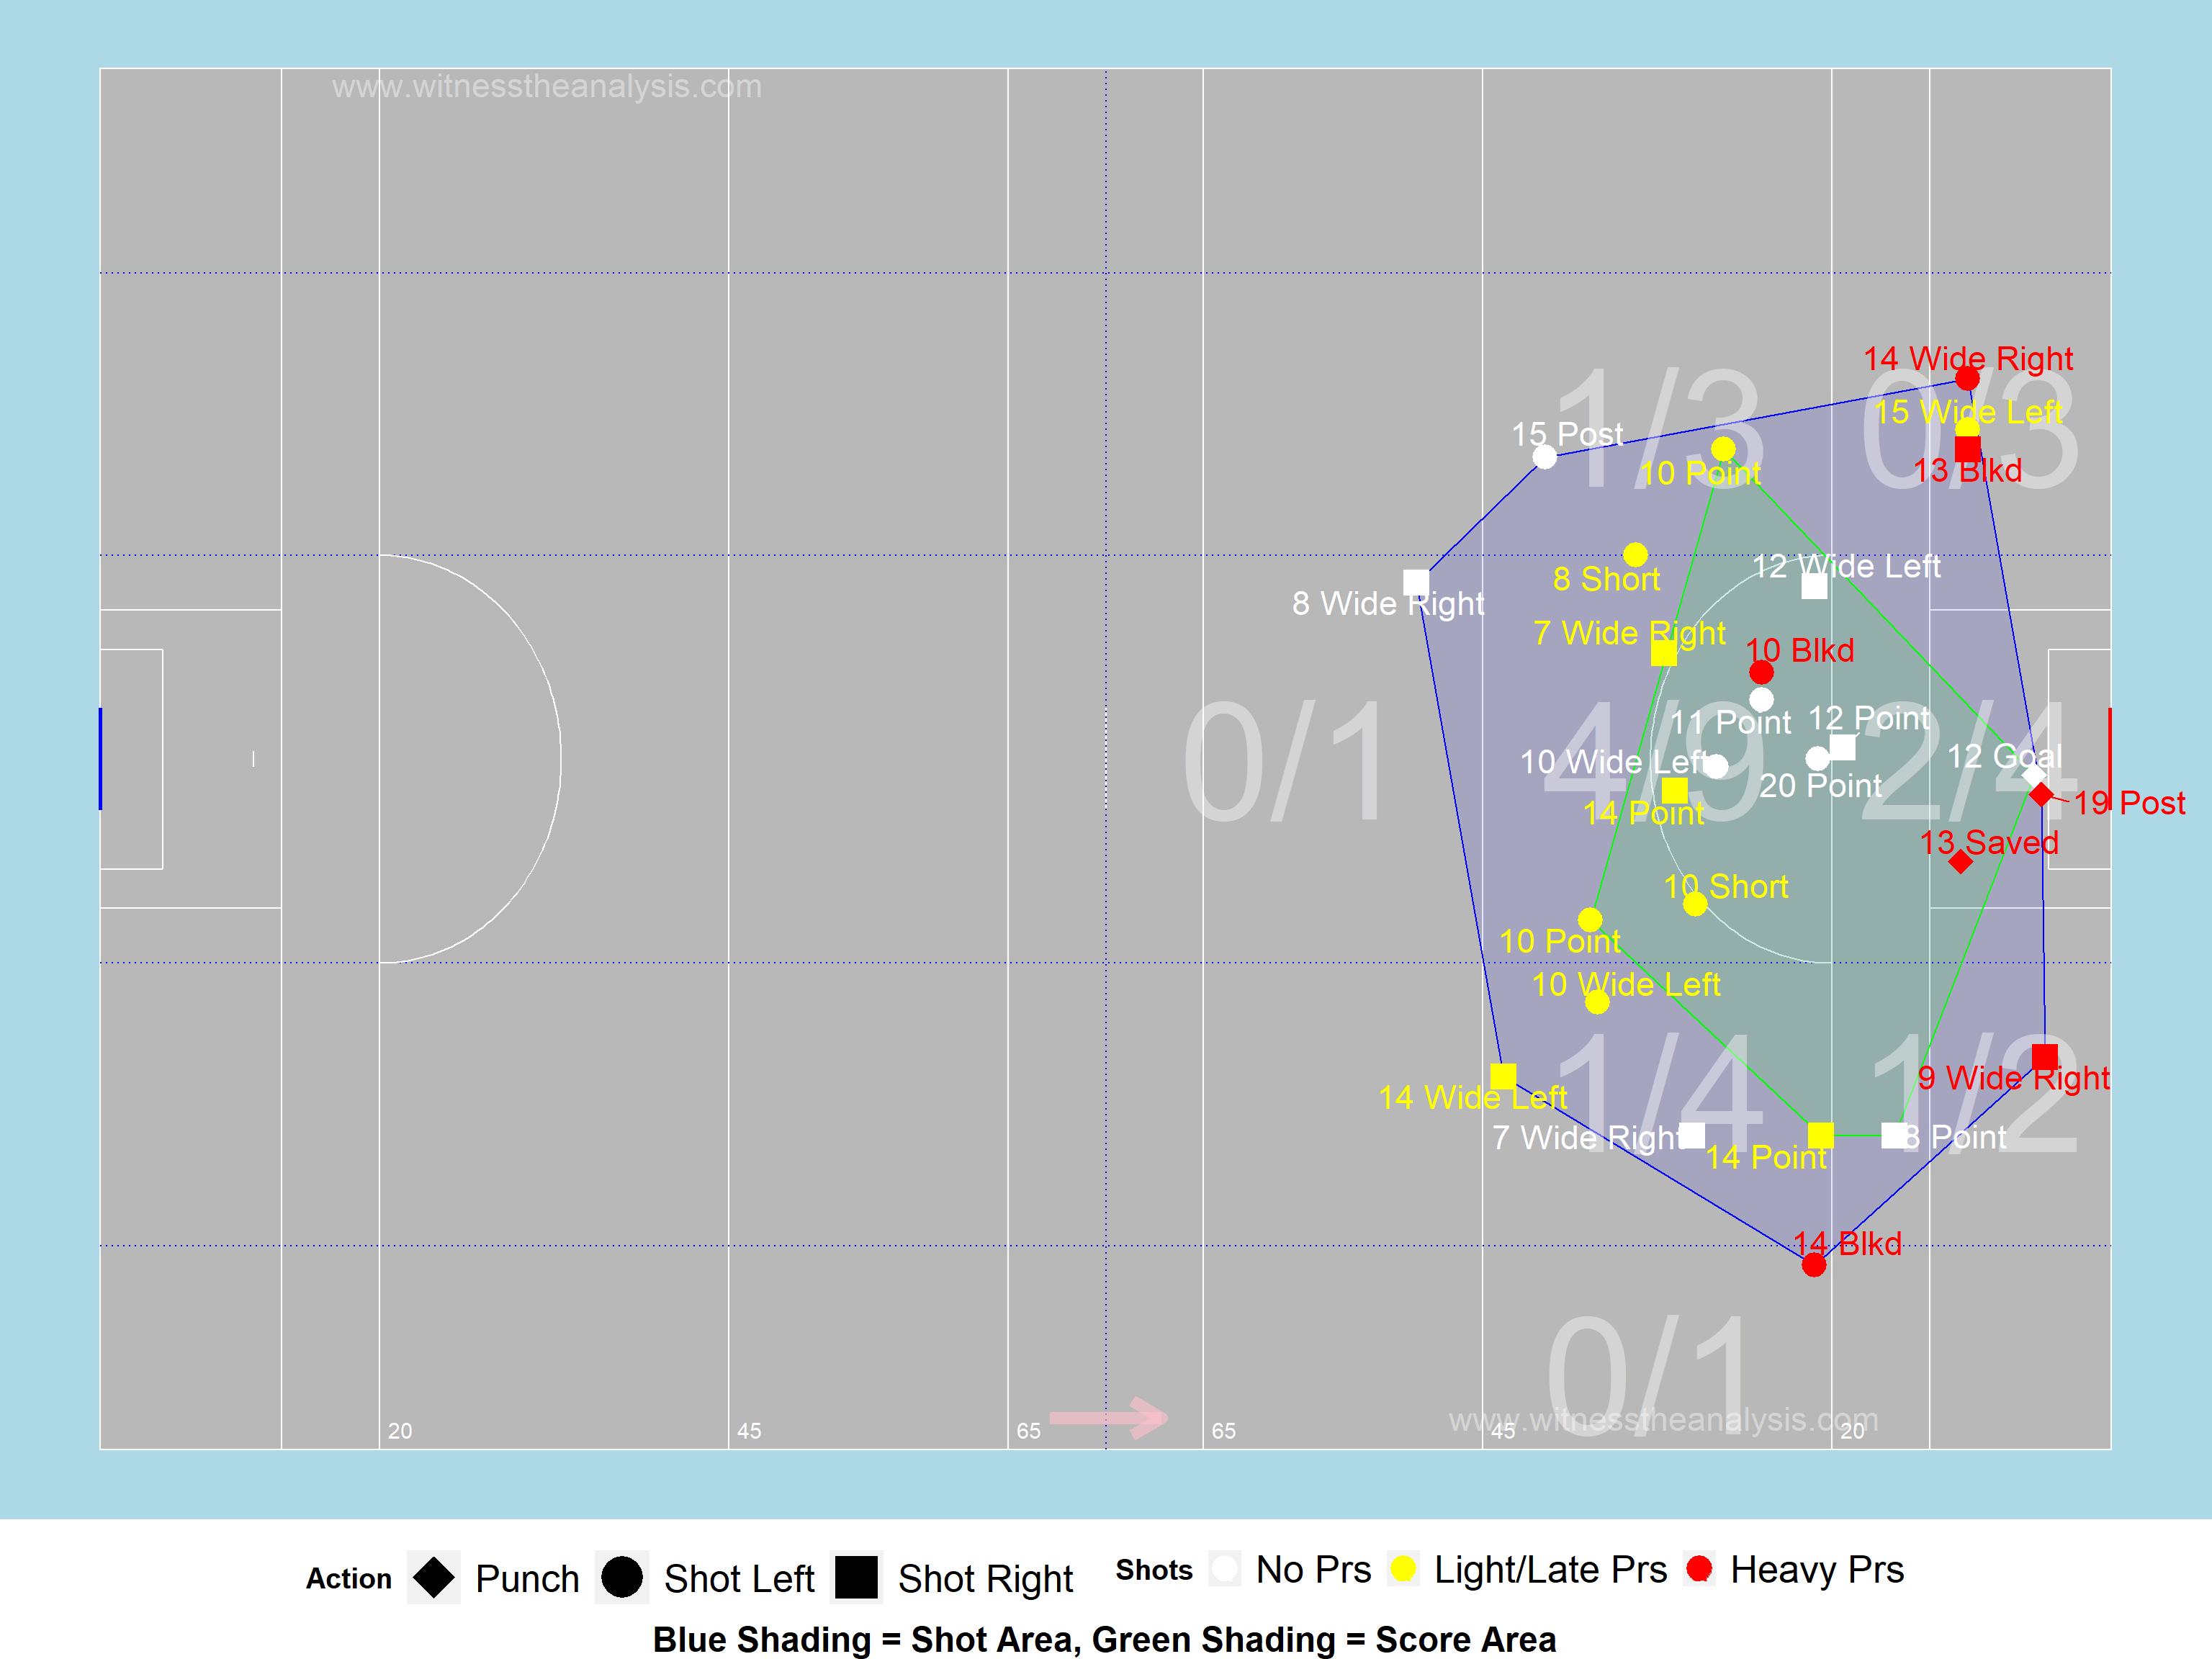 www.witnesstheanalysis.com
14 Wide Right
1/3
0/3
15 Wide Left
15 Post
13 Blkd
10 Point
12 Wide Left
8 Short
8 Wide Right
7 Wide Right
10 Blkd
11 Point
12 Point
0/1
4/9
2/4
10 Wide Left
12 Goal
20 Point
14 Point
19 Post
13 Saved
10 Short
10 Point
10 Wide Left
1/4
1/2
9 Wide Right
14 Wide Left
7 Wide Right
8 Point
14 Point
14 Blkd
0/1
www.witnesstheanalysis.com
20
45
65
65
45
20
Action Punch Shot Left Shot Right Shots No Prs Light/Late Prs Heavy Prs
Blue Shading = Shot Area, Green Shading = Score Area